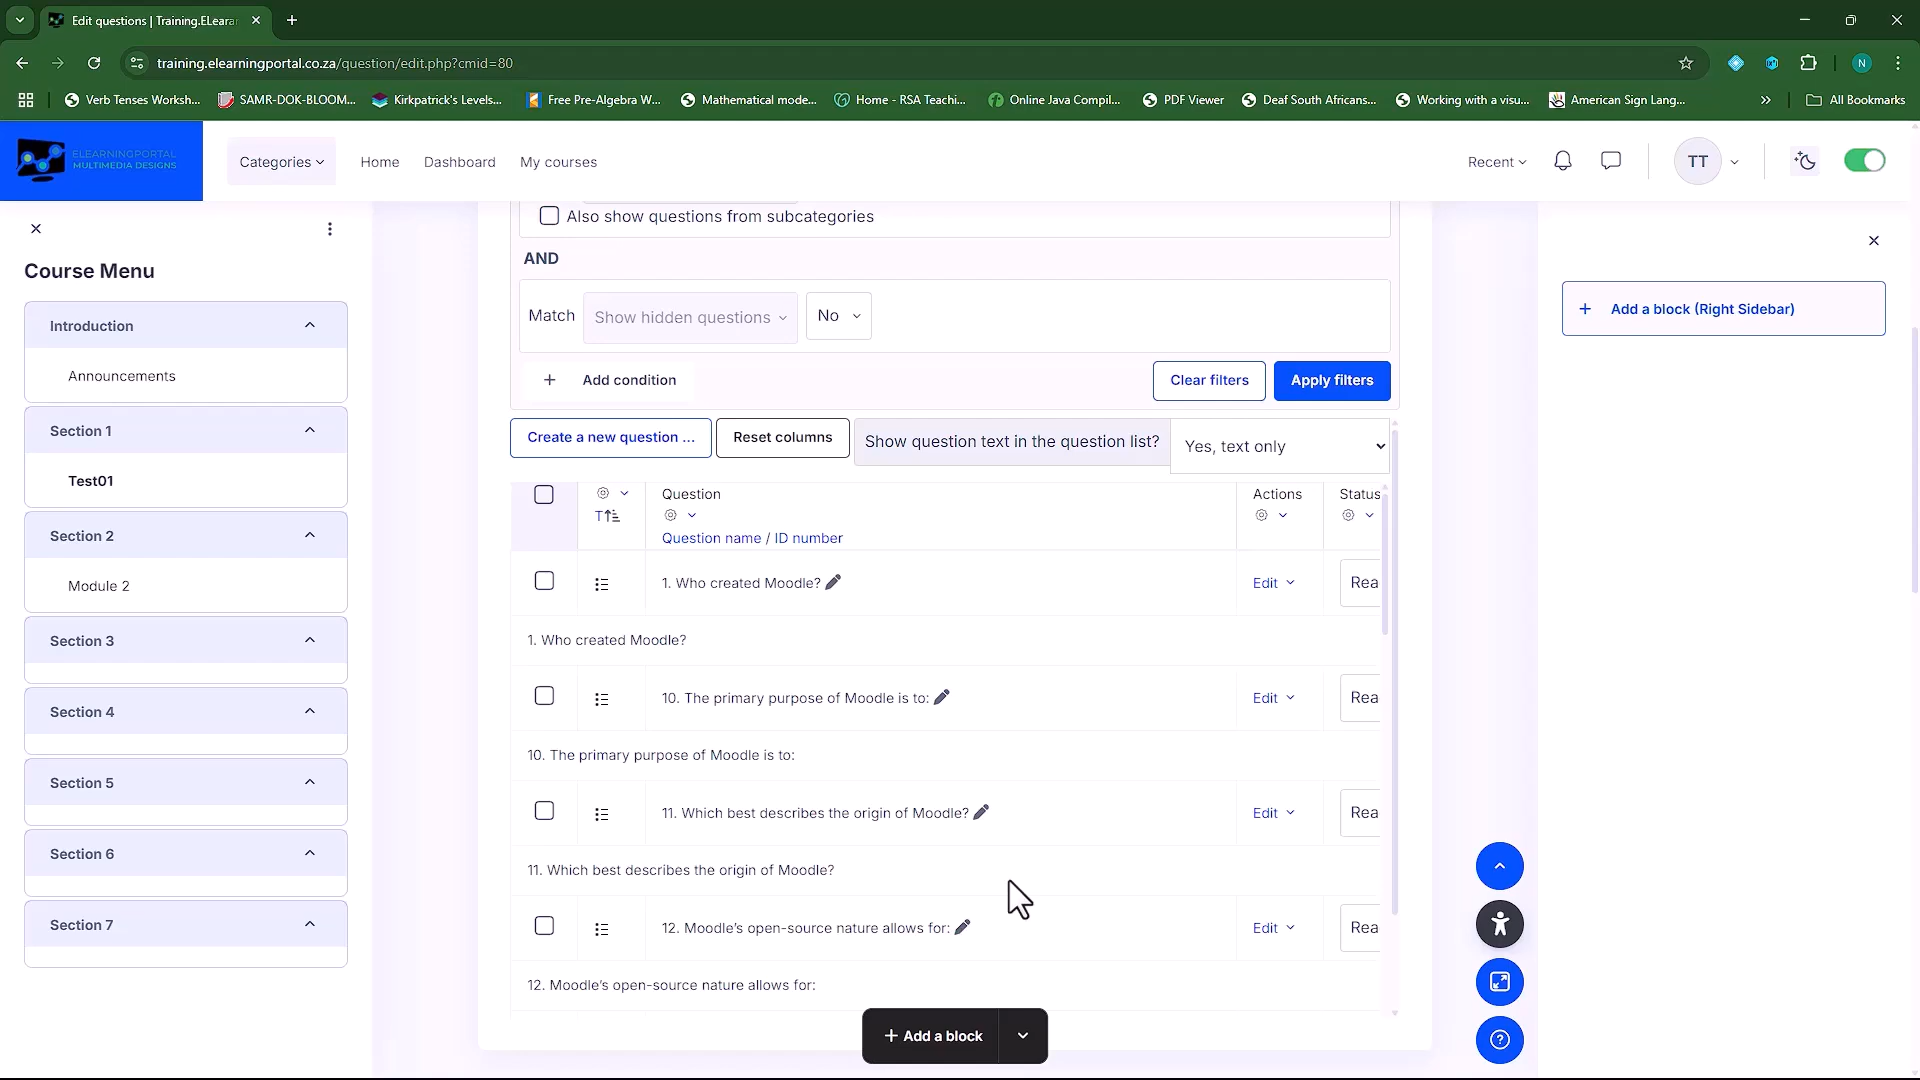 Edit questions | Training.ELear
training.elearningportal.co.za/question/edit.php?cmid=80
N
Verb Tenses Worksh...
SAMR-DOK-BLOOM...
Kirkpatrick's Levels...
Free Pre-Algebra W...
Mathematical mode...
Home - RSA Teachi...
Online Java Compil...
PDF Viewer
Deaf South Africans...
Working with a visu...
American Sign Lang...
All Bookmarks
ELEARNINGPORTAL
MULTIMEDIA DESIGNS
Categories
Home
Dashboard
My courses
Recent
TT
Course Menu
Introduction
Announcements
Section 1
Test01
Section 2
Module 2
Section 3
Section 4
Section 5
Section 6
Section 7
Also show questions from subcategories
AND
Match
Show hidden questions
No
+ Add condition
Clear filters
Apply filters
Create a new question ...
Reset columns
Show question text in the question list?
Yes, text only
T
Question
Question name / ID number
Actions
Status
1. Who created Moodle?
Edit
Rea
1. Who created Moodle?
10. The primary purpose of Moodle is to:
Edit
Rea
10. The primary purpose of Moodle is to:
11. Which best describes the origin of Moodle?
Edit
Rea
11. Which best describes the origin of Moodle?
12. Moodle’s open-source nature allows for:
Edit
Rea
12. Moodle’s open-source nature allows for:
+ Add a block
+ Add a block (Right Sidebar)